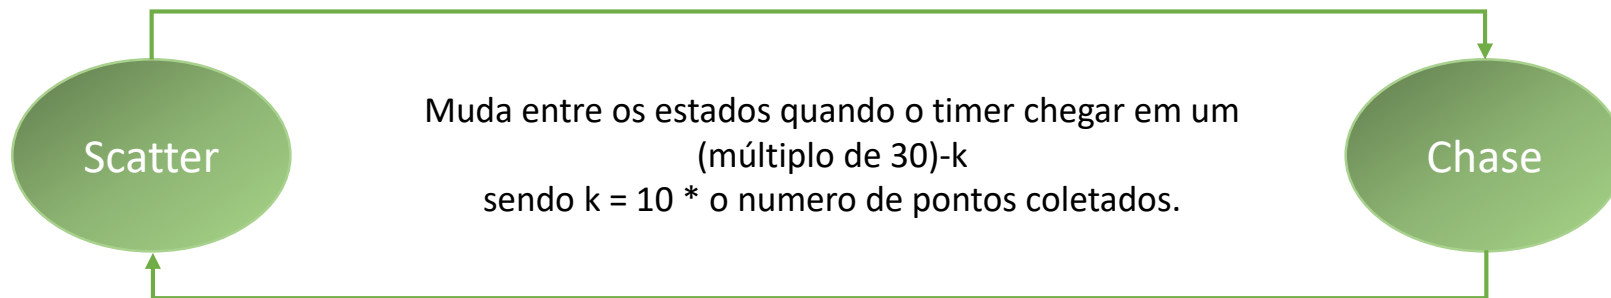 Scatter
Muda entre os estados quando o timer chegar em um
(múltiplo de 30)-k
sendo k = 10 * o numero de pontos coletados.
Chase